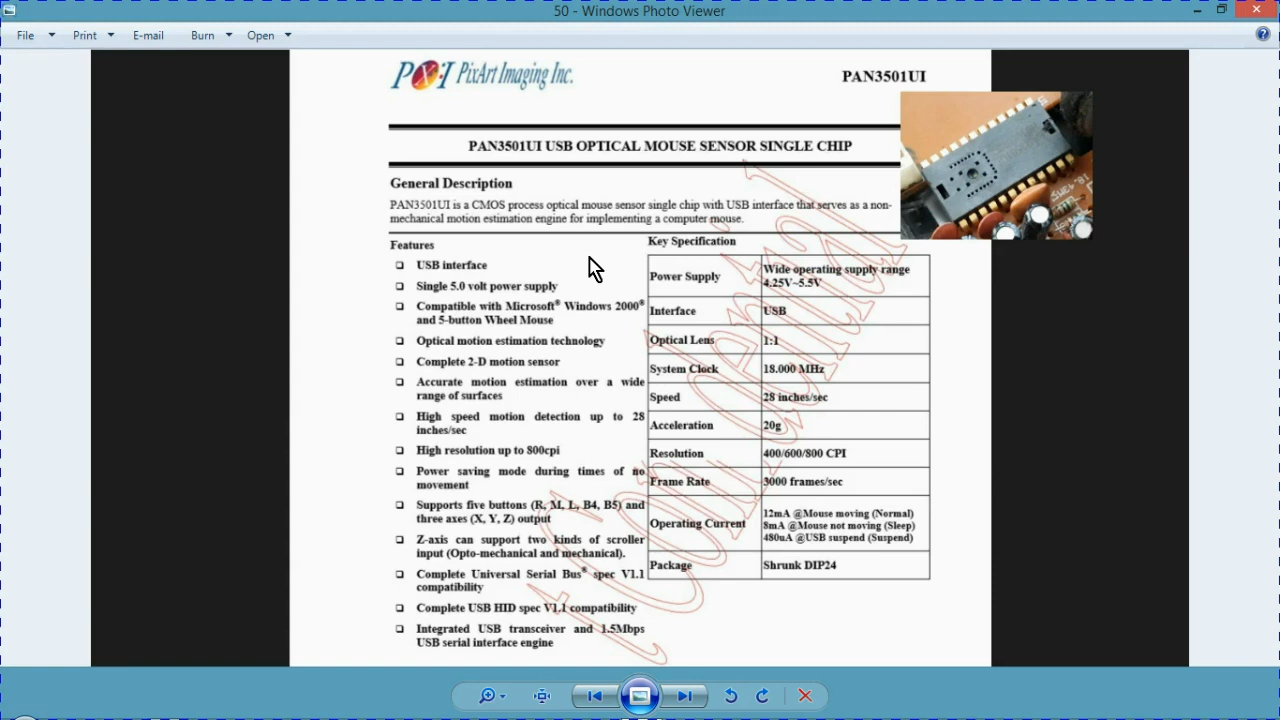 50 - Windows Photo Viewer
File Print E-mail Burn Open
PixArt Imaging Inc.
PAN3501UI
PAN3501UI USB OPTICAL MOUSE SENSOR SINGLE CHIP
General Description
PAN3501UI is a CMOS process optical mouse sensor single chip with USB interface that serves as a non-
mechanical motion estimation engine for implementing a computer mouse.
Features
❑ USB interface
❑ Single 5.0 volt power supply
❑ Compatible with Microsoft® Windows 2000®
and 5-button Wheel Mouse
❑ Optical motion estimation technology
❑ Complete 2-D motion sensor
❑ Accurate motion estimation over a wide
range of surfaces
❑ High speed motion detection up to 28
inches/sec
❑ High resolution up to 800cpi
❑ Power saving mode during times of no
movement
❑ Supports five buttons (R, M, L, B4, B5) and
three axes (X, Y, Z) output
❑ Z-axis can support two kinds of scroller
input (Opto-mechanical and mechanical).
❑ Complete Universal Serial Bus® spec V1.1
compatibility
❑ Complete USB HID spec V1.1 compatibility
❑ Integrated USB transceiver and 1.5Mbps
USB serial interface engine
Key Specification
Power Supply Wide operating supply range
4.25V~5.5V
Interface USB
Optical Lens 1:1
System Clock 18.000 MHz
Speed 28 inches/sec
Acceleration 20g
Resolution 400/600/800 CPI
Frame Rate 3000 frames/sec
Operating Current 12mA @Mouse moving (Normal)
8mA @Mouse not moving (Sleep)
480uA @USB suspend (Suspend)
Package Shrunk DIP24